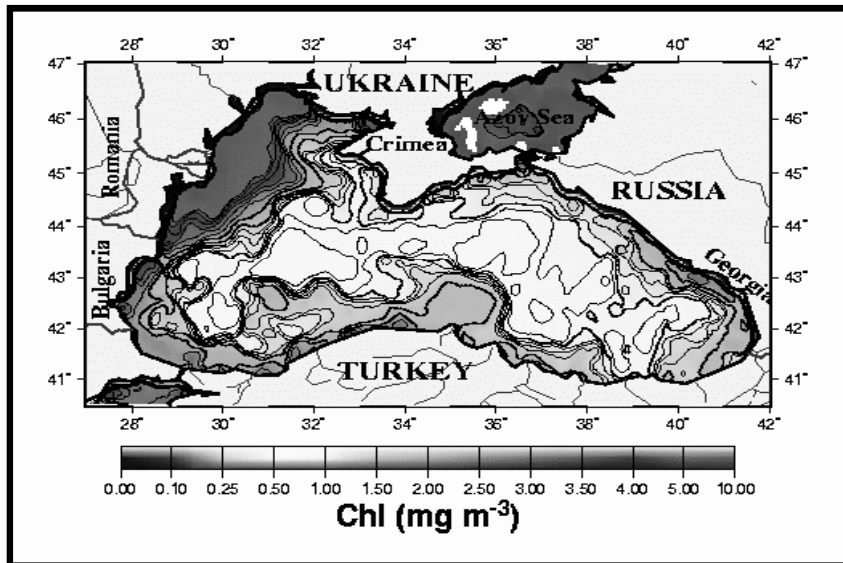 28° 30° 32° 34° 36° 38° 40° 42°
47° 47°
UKRAINE
46° 46°
Azov Sea
Crimea
45° 45°
Romania
RUSSIA
44° 44°
Georgia
43° 43°
Bulgaria
42° 42°
TURKEY
41° 41°
28° 30° 32° 34° 36° 38° 40° 42°
0.00 0.10 0.25 0.50 1.00 1.50 2.00 2.50 3.00 3.50 4.00 5.00 10.00
Chl (mg m⁻³)